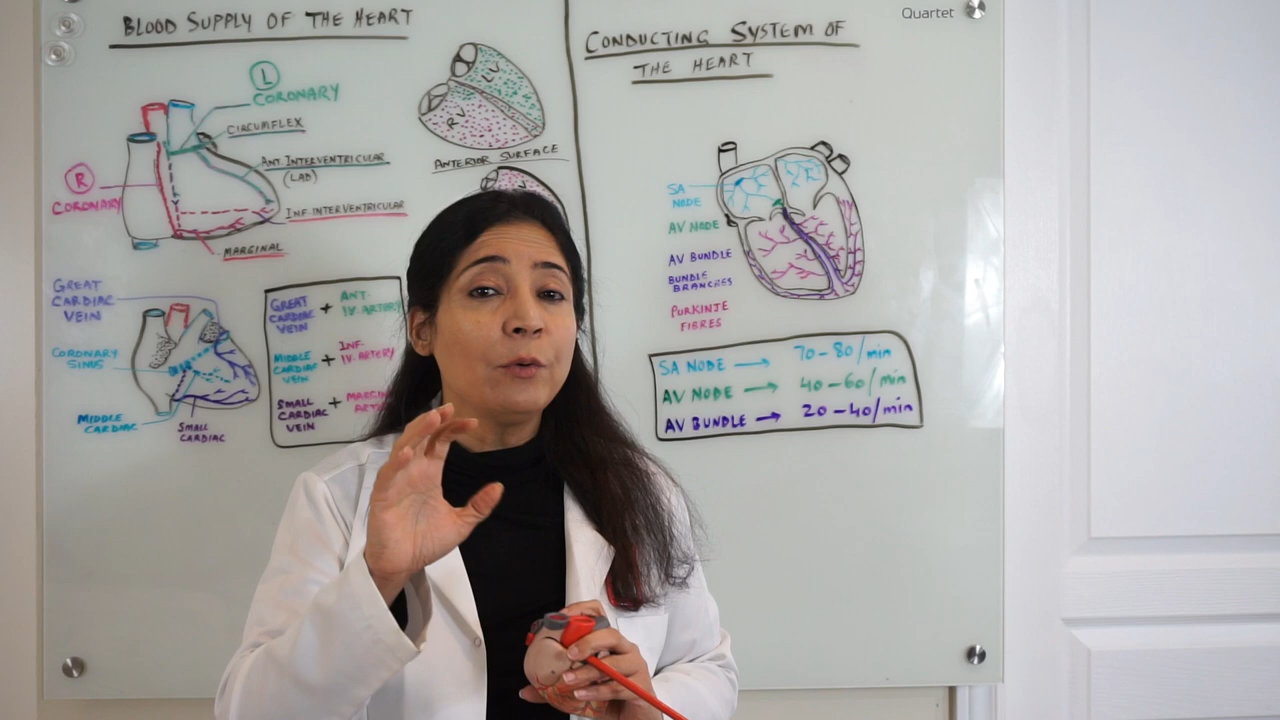 BLOOD SUPPLY OF THE HEART
L
CORONARY
CIRCUMFLEX
ANT. INTERVENTRICULAR
(LAD)
R
CORONARY
INF. INTERVENTRICULAR
MARGINAL
LV
RV
ANTERIOR SURFACE
GREAT
CARDIAC
VEIN
CORONARY
SINUS
MIDDLE
CARDIAC
SMALL
CARDIAC
GREAT
CARDIAC
VEIN
+
ANT.
IV. ARTERY
MIDDLE
CARDIAC
VEIN
+
INF.
IV. ARTERY
SMALL
CARDIAC
VEIN
+
Quartet
CONDUCTING SYSTEM OF
THE HEART
SA
NODE
AV NODE
AV BUNDLE
BUNDLE
BRANCHES
PURKINJE
FIBRES
SA NODE → 70-80/min
AV NODE → 40-60/min
AV BUNDLE → 20-40/min